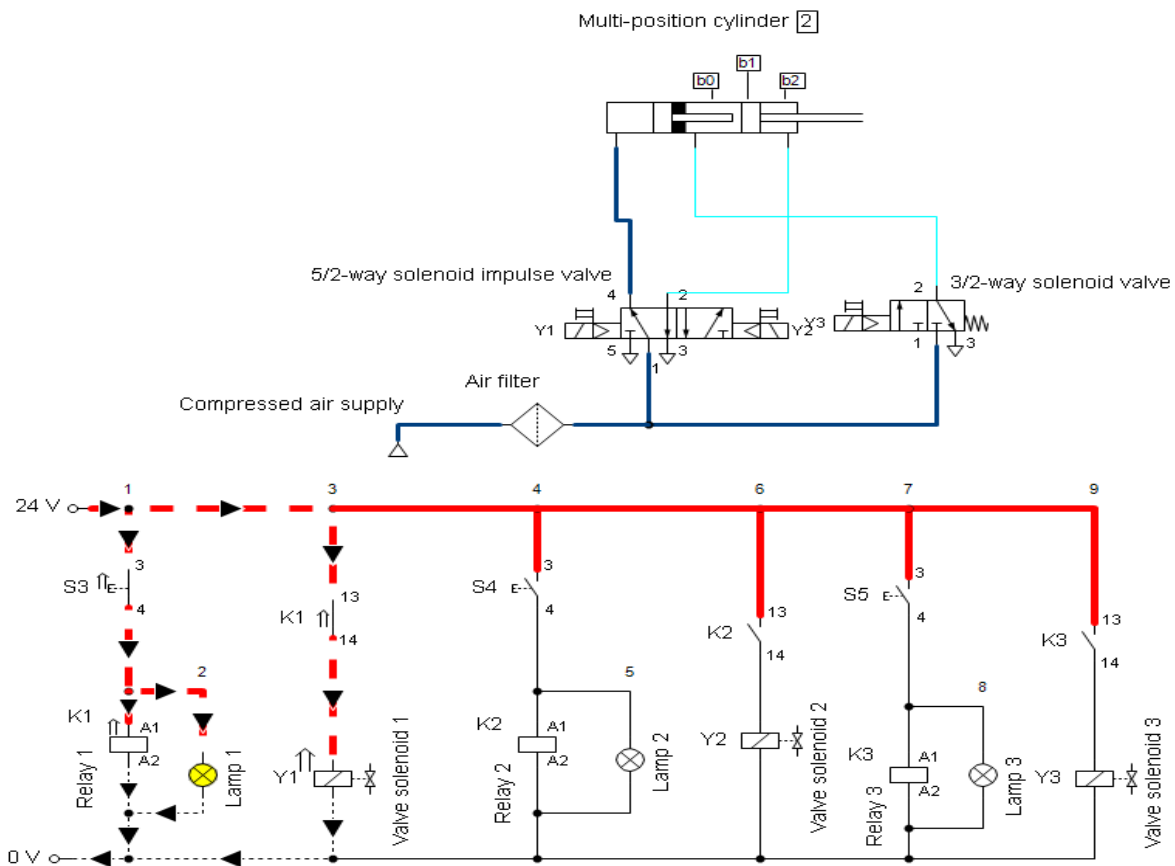 Multi-position cylinder 2
b0 b1 b2
5/2-way solenoid impulse valve
3/2-way solenoid valve
4 2
Y1 Y2
5 3
1
2
Y3
1 3
Air filter
Compressed air supply
1 3 4 6 7 9
24 V
3
S3
4
13
K1
14
3
S4
4
13
K2
14
3
S5
4
13
K3
14
2
5
8
K1
A1
A2
Relay 1
Lamp 1
Y1
Valve solenoid 1
K2
A1
A2
Relay 2
Lamp 2
Y2
Valve solenoid 2
K3
A1
A2
Relay 3
Lamp 3
Y3
Valve solenoid 3
0 V